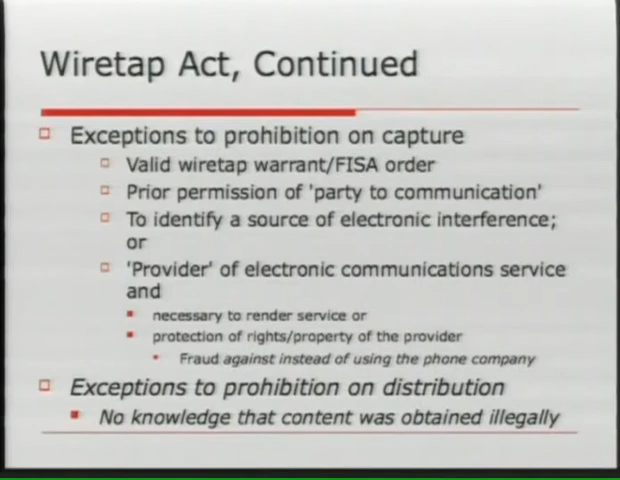 Wiretap Act, Continued
Exceptions to prohibition on capture
Valid wiretap warrant/FISA order
Prior permission of 'party to communication'
To identify a source of electronic interference;
or
'Provider' of electronic communications service
and
necessary to render service or
protection of rights/property of the provider
Fraud against instead of using the phone company
Exceptions to prohibition on distribution
No knowledge that content was obtained illegally